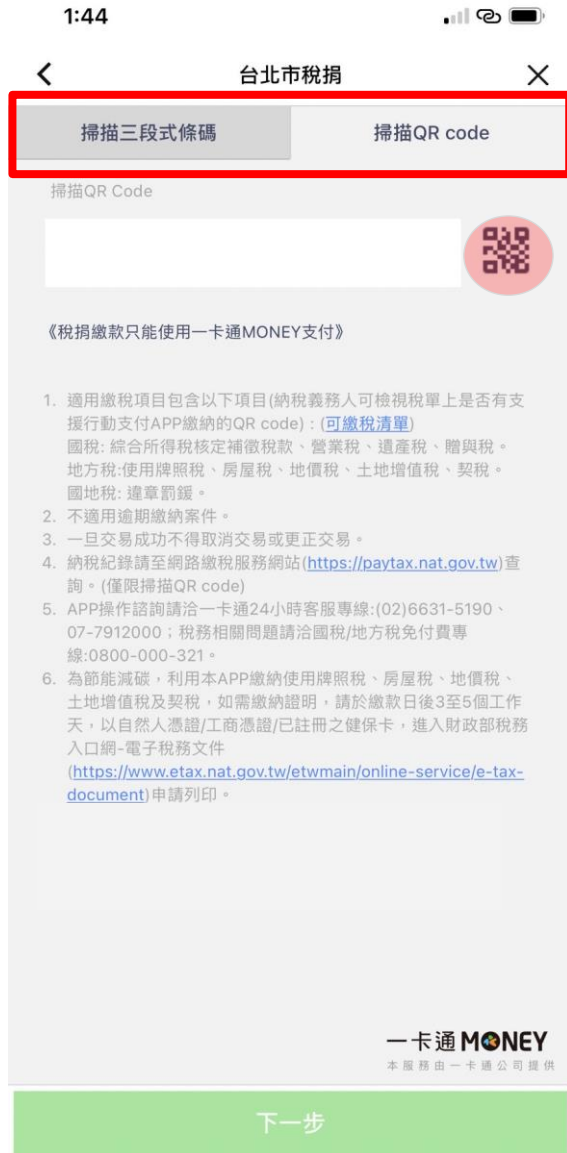 1:44
台北市稅捐
掃描三段式條碼
掃描QR code
掃描QR Code
《稅捐繳款只能使用一卡通MONEY支付》
1. 適用繳稅項目包含以下項目(納稅義務人可檢視稅單上是否有支
援行動支付APP繳納的QR code)：(可繳稅清單)
國稅: 綜合所得稅核定補徵稅款、營業稅、遺產稅、贈與稅。
地方稅:使用牌照稅、房屋稅、地價稅、土地增值稅、契稅。
國地稅: 違章罰鍰。
2. 不適用逾期繳納案件。
3. 一旦交易成功不得取消交易或更正交易。
4. 納稅紀錄請至網路繳稅服務網站(https://paytax.nat.gov.tw)查
詢。(僅限掃描QR code)
5. APP操作諮詢請洽一卡通24小時客服專線:(02)6631-5190、
07-7912000；稅務相關問題請洽國稅/地方稅免付費專
線:0800-000-321。
6. 為節能減碳，利用本APP繳納使用牌照稅、房屋稅、地價稅、
土地增值稅及契稅，如需繳納證明，請於繳款日後3至5個工作
天，以自然人憑證/工商憑證/已註冊之健保卡，進入財政部稅務
入口網-電子稅務文件
(https://www.etax.nat.gov.tw/etwmain/online-service/e-tax-
document)申請列印。
一卡通MONEY
本服務由一卡通公司提供
下一步